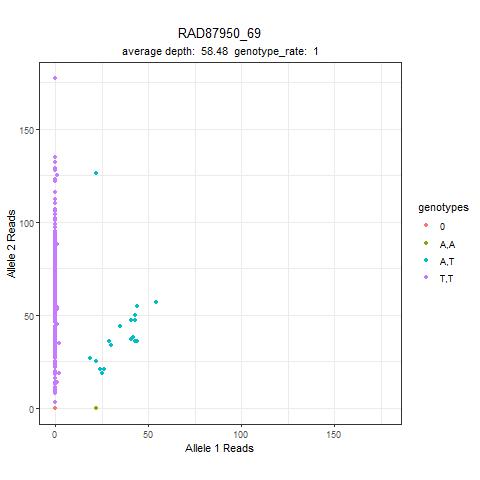 RAD87950_69
average depth: 58.48 genotype_rate: 1
Allele 2 Reads
150
100
50
0
0
50
100
150
Allele 1 Reads
genotypes
0
A,A
A,T
T,T